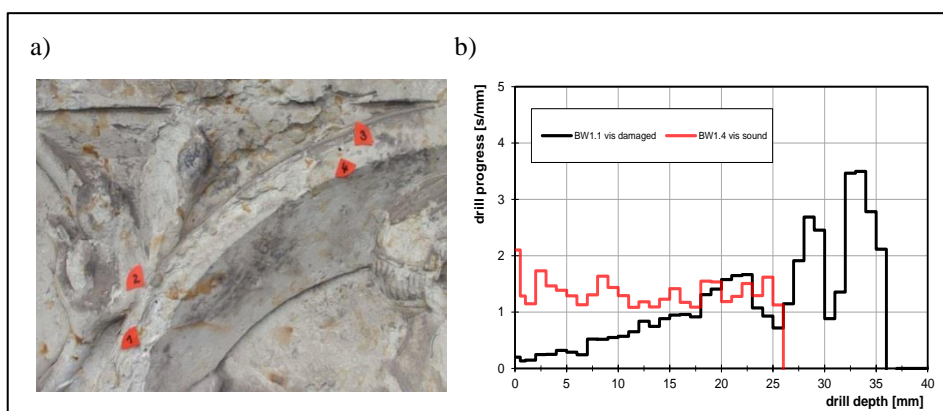 a)
b)
3
4
2
1
drill progress [s/mm]
5
4
3
2
1
0
BW1.1 vis damaged BW1.4 vis sound
0 5 10 15 20 25 30 35 40
drill depth [mm]